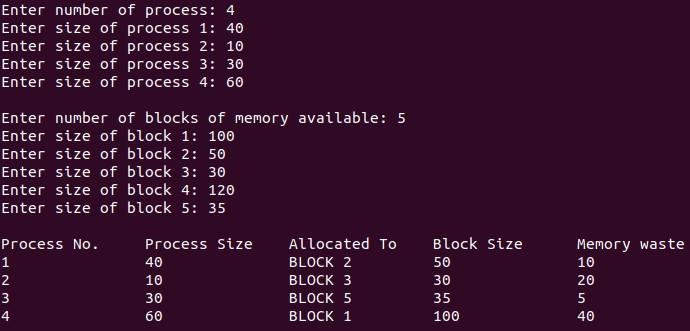 Enter number of process: 4
Enter size of process 1: 40
Enter size of process 2: 10
Enter size of process 3: 30
Enter size of process 4: 60
Enter number of blocks of memory available: 5
Enter size of block 1: 100
Enter size of block 2: 50
Enter size of block 3: 30
Enter size of block 4: 120
Enter size of block 5: 35
Process No. Process Size Allocated To Block Size Memory waste
1 40 BLOCK 2 50 10
2 10 BLOCK 3 30 20
3 30 BLOCK 5 35 5
4 60 BLOCK 1 100 40